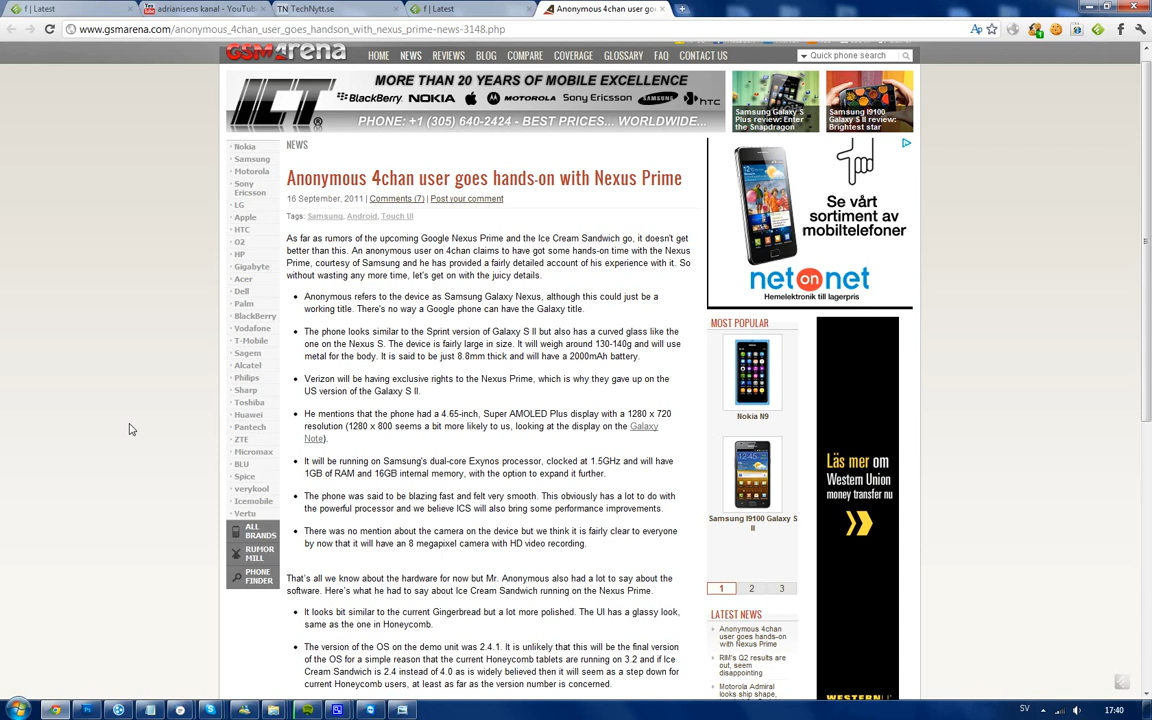 f | Latest
adrianisens kanal - YouTub
TN TechNytt.se
f | Latest
Anonymous 4chan user goe
www.gsmarena.com/anonymous_4chan_user_goes_handson_with_nexus_prime-news-3148.php
GSMArena
HOME NEWS REVIEWS BLOG COMPARE COVERAGE GLOSSARY FAQ CONTACT US
Quick phone search
ICT
MORE THAN 20 YEARS OF MOBILE EXCELLENCE
BlackBerry NOKIA MOTOROLA Sony Ericsson SAMSUNG htc
PHONE: +1 (305) 640-2424 - BEST PRICES... WORLDWIDE...
Samsung Galaxy S
Plus review: Enter
the Snapdragon
Samsung I9100
Galaxy S II review:
Brightest star
Nokia
Samsung
Motorola
Sony
Ericsson
LG
Apple
HTC
O2
HP
Gigabyte
Acer
Dell
Palm
BlackBerry
Vodafone
T-Mobile
Sagem
Alcatel
Philips
Sharp
Toshiba
Huawei
Pantech
ZTE
Micromax
BLU
Spice
verykool
Icemobile
Vertu
ALL
BRANDS
RUMOR
MILL
PHONE
FINDER
NEWS
Anonymous 4chan user goes hands-on with Nexus Prime
16 September, 2011 | Comments (7) | Post your comment
Tags: Samsung, Android, Touch UI
As far as rumors of the upcoming Google Nexus Prime and the Ice Cream Sandwich go, it doesn't get
better than this. An anonymous user on 4chan claims to have got some hands-on time with the Nexus
Prime, courtesy of Samsung and he has provided a fairly detailed account of his experience with it. So
without wasting any more time, let's get on with the juicy details.
• Anonymous refers to the device as Samsung Galaxy Nexus, although this could just be a
working title. There's no way a Google phone can have the Galaxy title.
• The phone looks similar to the Sprint version of Galaxy S II but also has a curved glass like the
one on the Nexus S. The device is fairly large in size. It will weigh around 130-140g and will use
metal for the body. It is said to be just 8.8mm thick and will have a 2000mAh battery.
• Verizon will be having exclusive rights to the Nexus Prime, which is why they gave up on the
US version of the Galaxy S II.
• He mentions that the phone had a 4.65-inch, Super AMOLED Plus display with a 1280 x 720
resolution (1280 x 800 seems a bit more likely to us, looking at the display on the Galaxy
Note).
• It will be running on Samsung's dual-core Exynos processor, clocked at 1.5GHz and will have
1GB of RAM and 16GB internal memory, with the option to expand it further.
• The phone was said to be blazing fast and felt very smooth. This obviously has a lot to do with
the powerful processor and we believe ICS will also bring some performance improvements.
• There was no mention about the camera on the device but we think it is fairly clear to everyone
by now that it will have an 8 megapixel camera with HD video recording.
That's all we know about the hardware for now but Mr. Anonymous also had a lot to say about the
software. Here's what he had to say about Ice Cream Sandwich running on the Nexus Prime.
• It looks bit similar to the current Gingerbread but a lot more polished. The UI has a glassy look,
same as the one in Honeycomb.
• The version of the OS on the demo unit was 2.4.1. It is unlikely that this will be the final version
of the OS for a simple reason that the current Honeycomb tablets are running on 3.2 and if Ice
Cream Sandwich is 2.4 instead of 4.0 as is widely believed then it will seem as a step down for
current Honeycomb users, at least as far as the version number is concerned.
Se vårt
sortiment av
mobiltelefoner
net on net
Hemelektronik till lagerpris
MOST POPULAR
Nokia N9
Samsung I9100 Galaxy S
II
1 2 3
LATEST NEWS
Anonymous 4chan
user goes hands-on
with Nexus Prime
RIM's Q2 results are
out, seem
disappointing
Motorola Admiral
looks ship shape,
Läs mer om
Western Union
money transfer nu
WESTERN
SV
17:40